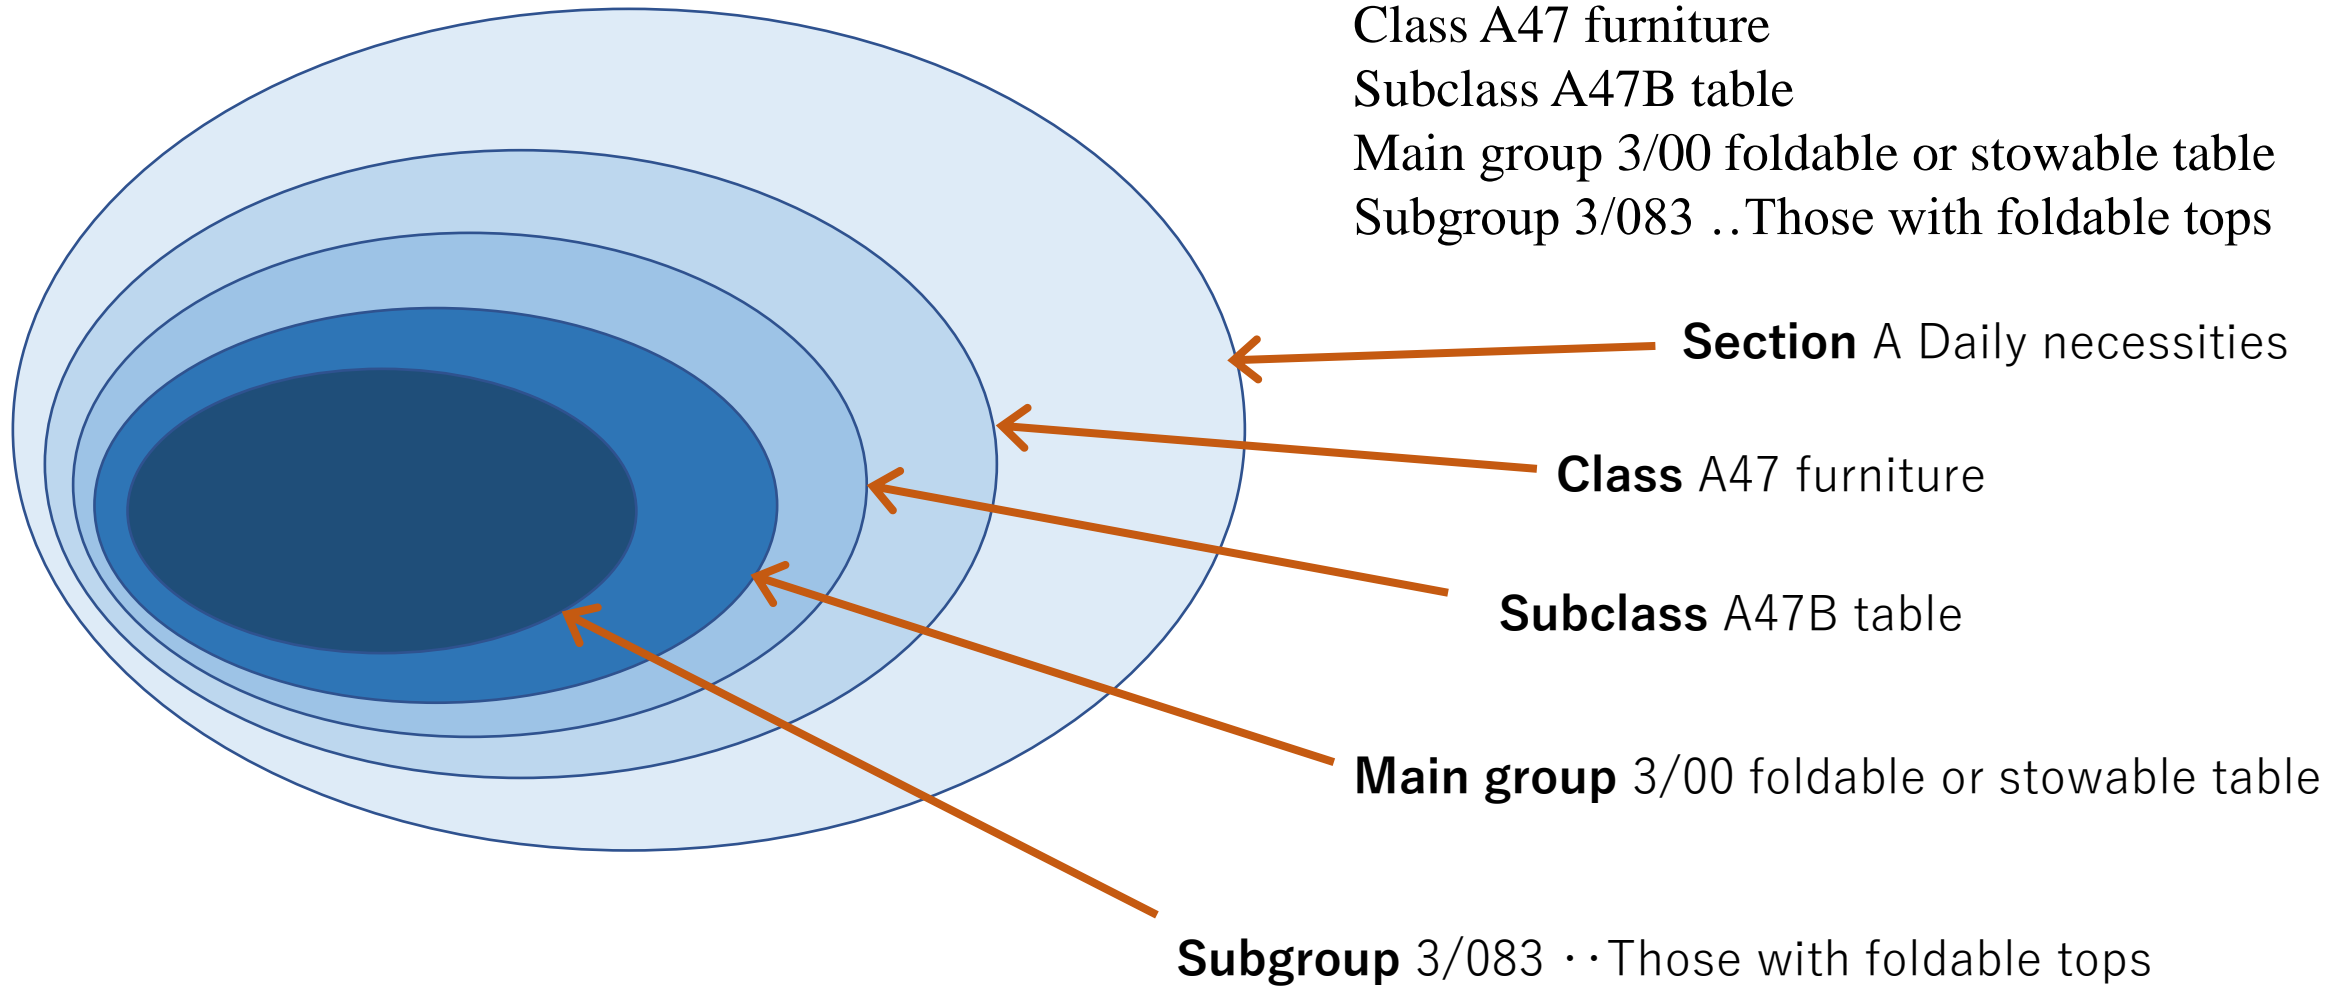 Class A47 furniture
Subclass A47B table
Main group 3/00 foldable or stowable table
Subgroup 3/083 ..Those with foldable tops
Section A Daily necessities
Class A47 furniture
Subclass A47B table
Main group 3/00 foldable or stowable table
Subgroup 3/083 ··Those with foldable tops